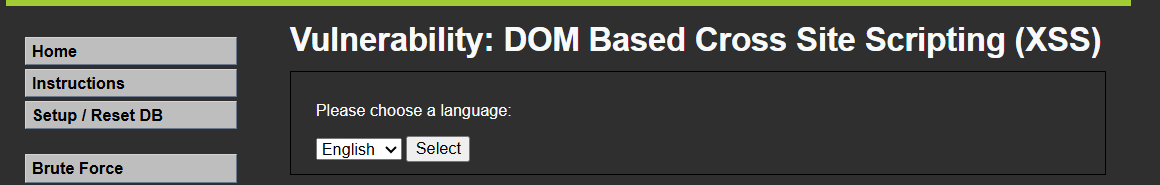 Home
Instructions
Setup / Reset DB
Brute Force
Vulnerability: DOM Based Cross Site Scripting (XSS)
Please choose a language:
English Select